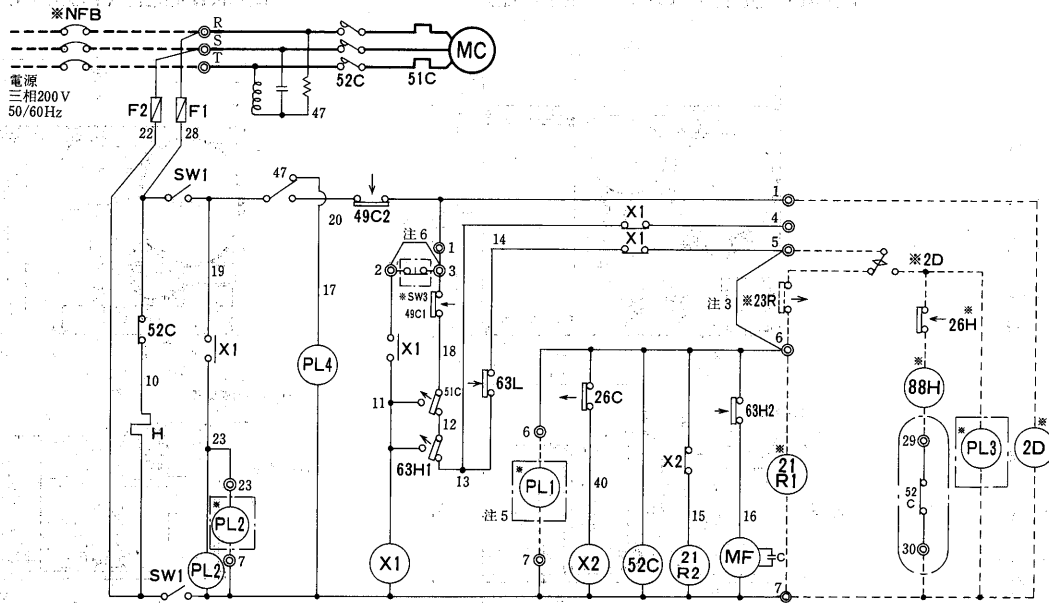 ※NFB
R
S
T
電源
三相200V
50/60Hz
F2
F1
22
28
47
52C
51C
MC
SW1
47
20
49C2
1
X1
4
注6
1
14
X1
5
2
3
※SW3
49C1
19
17
注3
※23R
※2D
※
26H
52C
X1
X1
18
6
10
PL4
63L
26C
63H2
※
88H
11
51C
12
H
63H1
6
23
13
X2
※
21
R1
29
※
PL3
※
2D
23
※
PL1
40
52
C
※
PL2
注5
15
16
30
7
7
X1
X2
52C
21
R2
MF
C
SW1
PL2
7